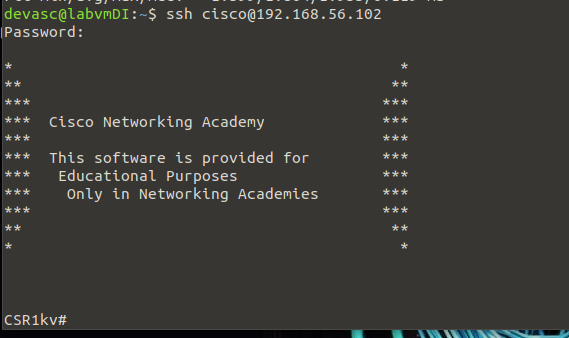 devasc@labvmDI:~$ ssh cisco@192.168.56.102
Password:
* *
** **
*** ***
*** Cisco Networking Academy ***
*** ***
*** This software is provided for ***
*** Educational Purposes ***
*** Only in Networking Academies ***
*** ***
** **
* *
CSR1kv#